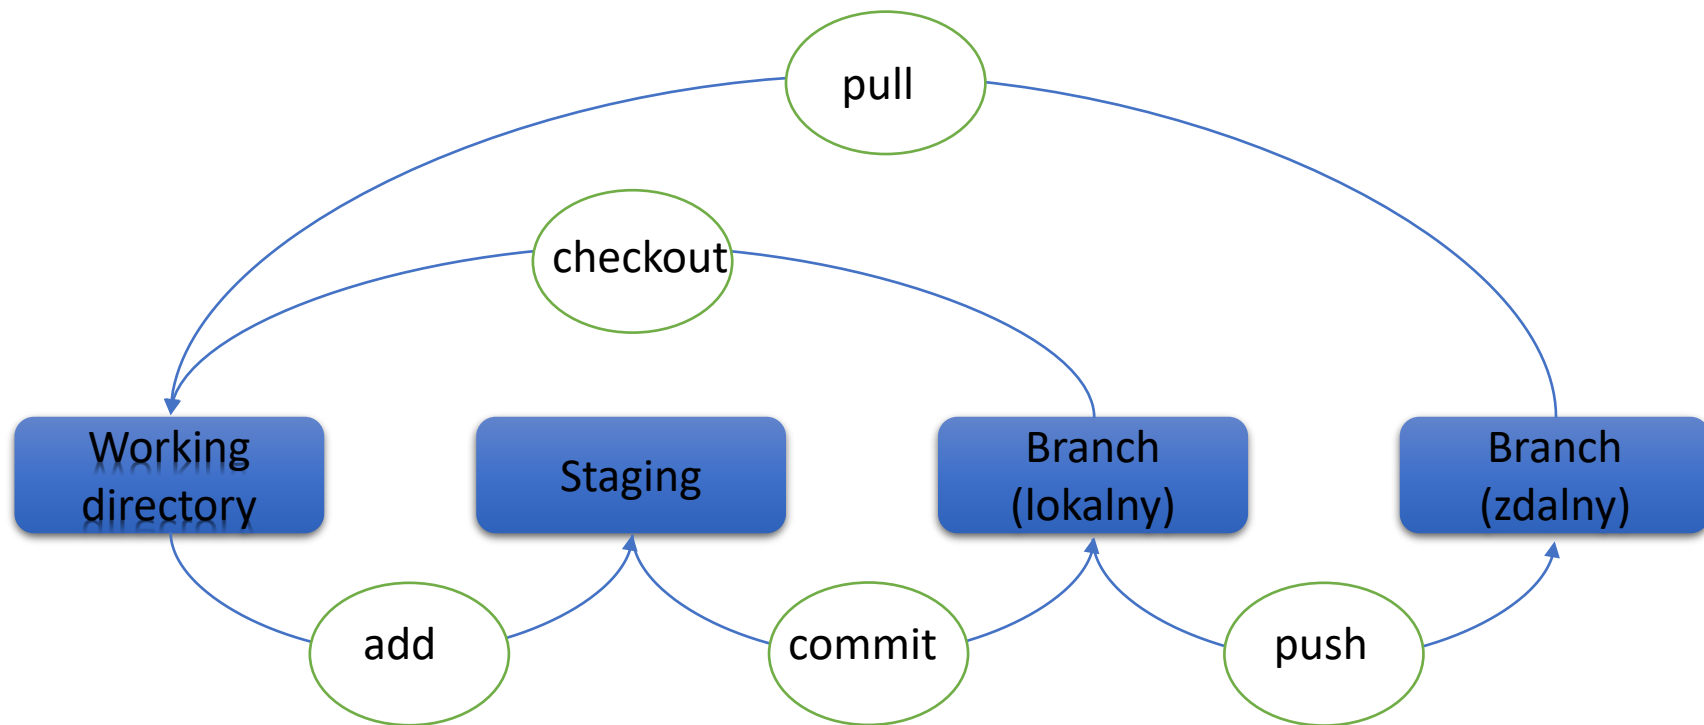 pull
checkout
Working
directory
Staging
Branch
(lokalny)
Branch
(zdalny)
add
commit
push